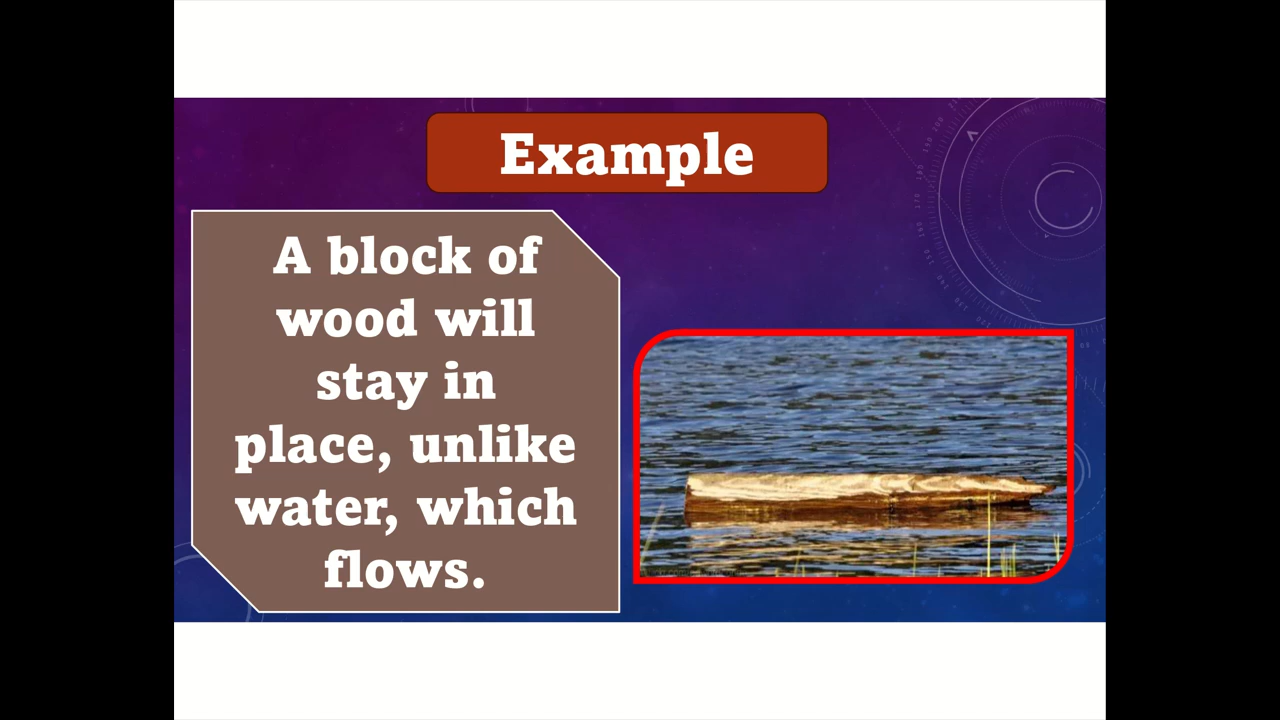 Example
A block of
wood will
stay in
place, unlike
water, which
flows.